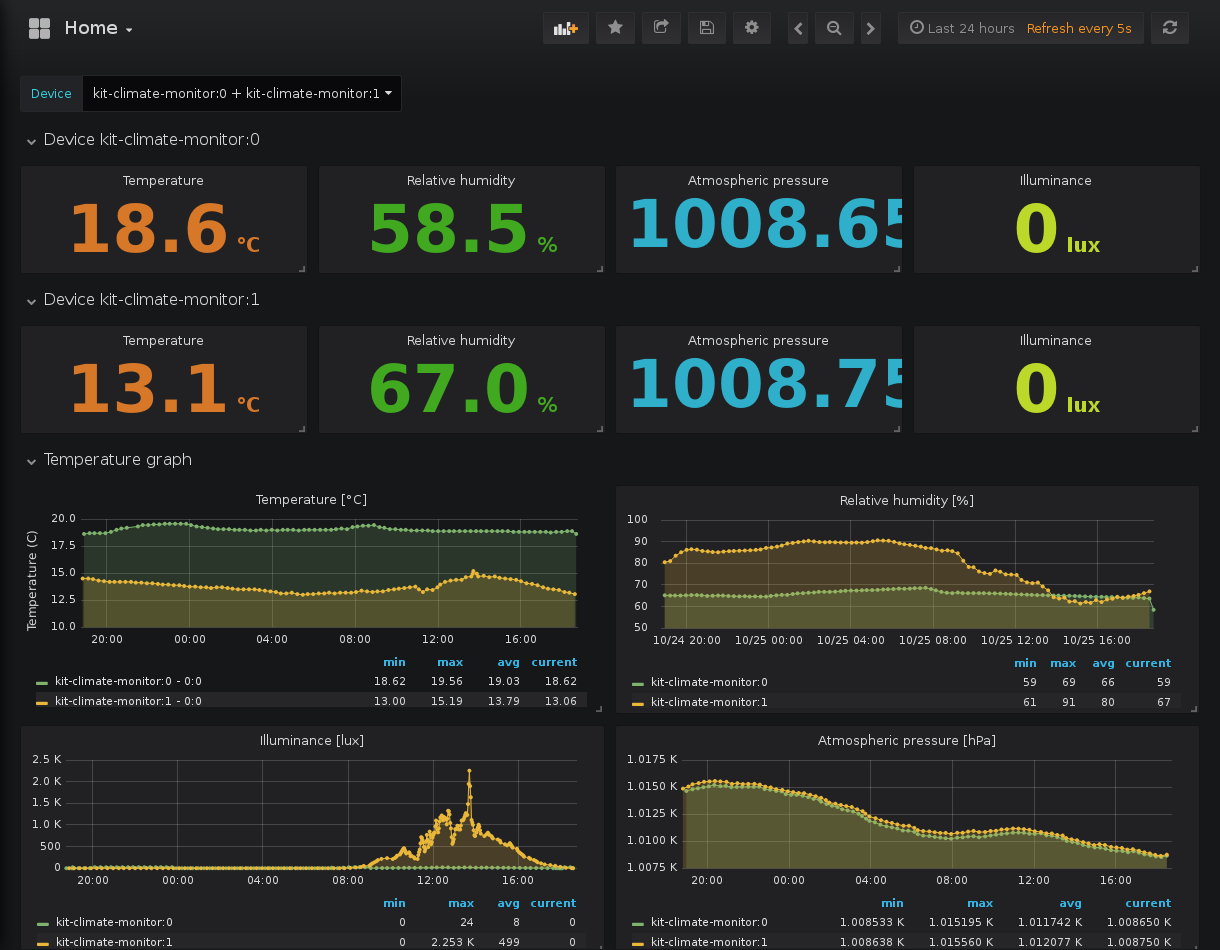 Home
Last 24 hours Refresh every 5s
Device kit-climate-monitor:0 + kit-climate-monitor:1
Device kit-climate-monitor:0
Temperature Relative humidity Atmospheric pressure Illuminance
18.6 °C 58.5 % 1008.65 0 lux
Device kit-climate-monitor:1
Temperature Relative humidity Atmospheric pressure Illuminance
13.1 °C 67.0 % 1008.75 0 lux
Temperature graph
Temperature [°C]
Temperature (C)
20.0
17.5
15.0
12.5
10.0
20:00 00:00 04:00 08:00 12:00 16:00
min max avg current
kit-climate-monitor:0 - 0:0 18.62 19.56 19.03 18.62
kit-climate-monitor:1 - 0:0 13.00 15.19 13.79 13.06
Relative humidity [%]
100
90
80
70
60
50
10/24 20:00 10/25 00:00 10/25 04:00 10/25 08:00 10/25 12:00 10/25 16:00
min max avg current
kit-climate-monitor:0 59 69 66 59
kit-climate-monitor:1 61 91 80 67
Illuminance [lux]
2.5 K
2.0 K
1.5 K
1.0 K
500
0
20:00 00:00 04:00 08:00 12:00 16:00
min max avg current
kit-climate-monitor:0 0 24 8 0
kit-climate-monitor:1 0 2.253 K 499 0
Atmospheric pressure [hPa]
1.0175 K
1.0150 K
1.0125 K
1.0100 K
1.0075 K
20:00 00:00 04:00 08:00 12:00 16:00
min max avg current
kit-climate-monitor:0 1.008533 K 1.015195 K 1.011742 K 1.008650 K
kit-climate-monitor:1 1.008638 K 1.015560 K 1.012077 K 1.008750 K